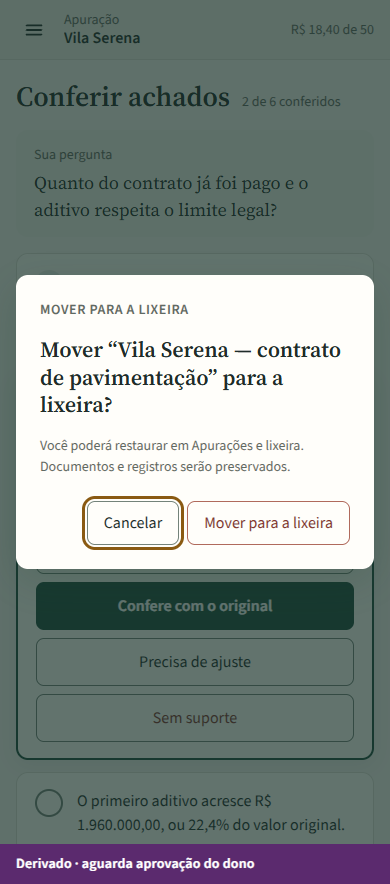 Apuração
Vila Serena
R$ 18,40 de 50
Conferir achados
2 de 6 conferidos
Sua pergunta
Quanto do contrato já foi pago e o
aditivo respeita o limite legal?
MOVER PARA A LIXEIRA
Mover “Vila Serena — contrato
de pavimentação” para a
lixeira?
Você poderá restaurar em Apurações e lixeira.
Documentos e registros serão preservados.
Cancelar
Mover para a lixeira
Confere com o original
Precisa de ajuste
Sem suporte
O primeiro aditivo acresce R$
1.960.000,00, ou 22,4% do valor original.
Derivado · aguarda aprovação do dono